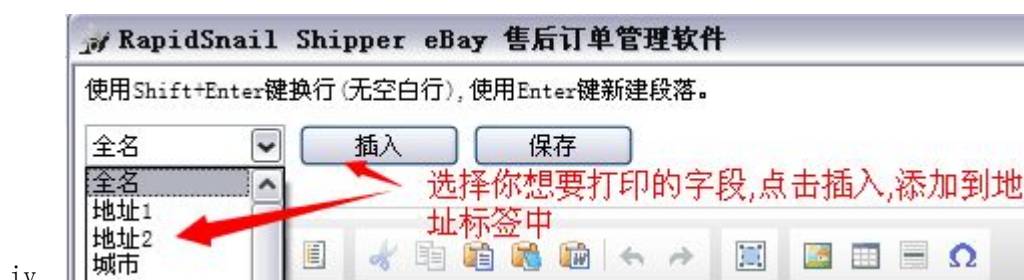 RapidSnail Shipper eBay 售后订单管理软件
使用Shift+Enter键换行(无空白行),使用Enter键新建段落。
全名 插入 保存
全名
地址1
地址2
城市
选择你想要打印的字段,点击插入,添加到地
址标签中
iv